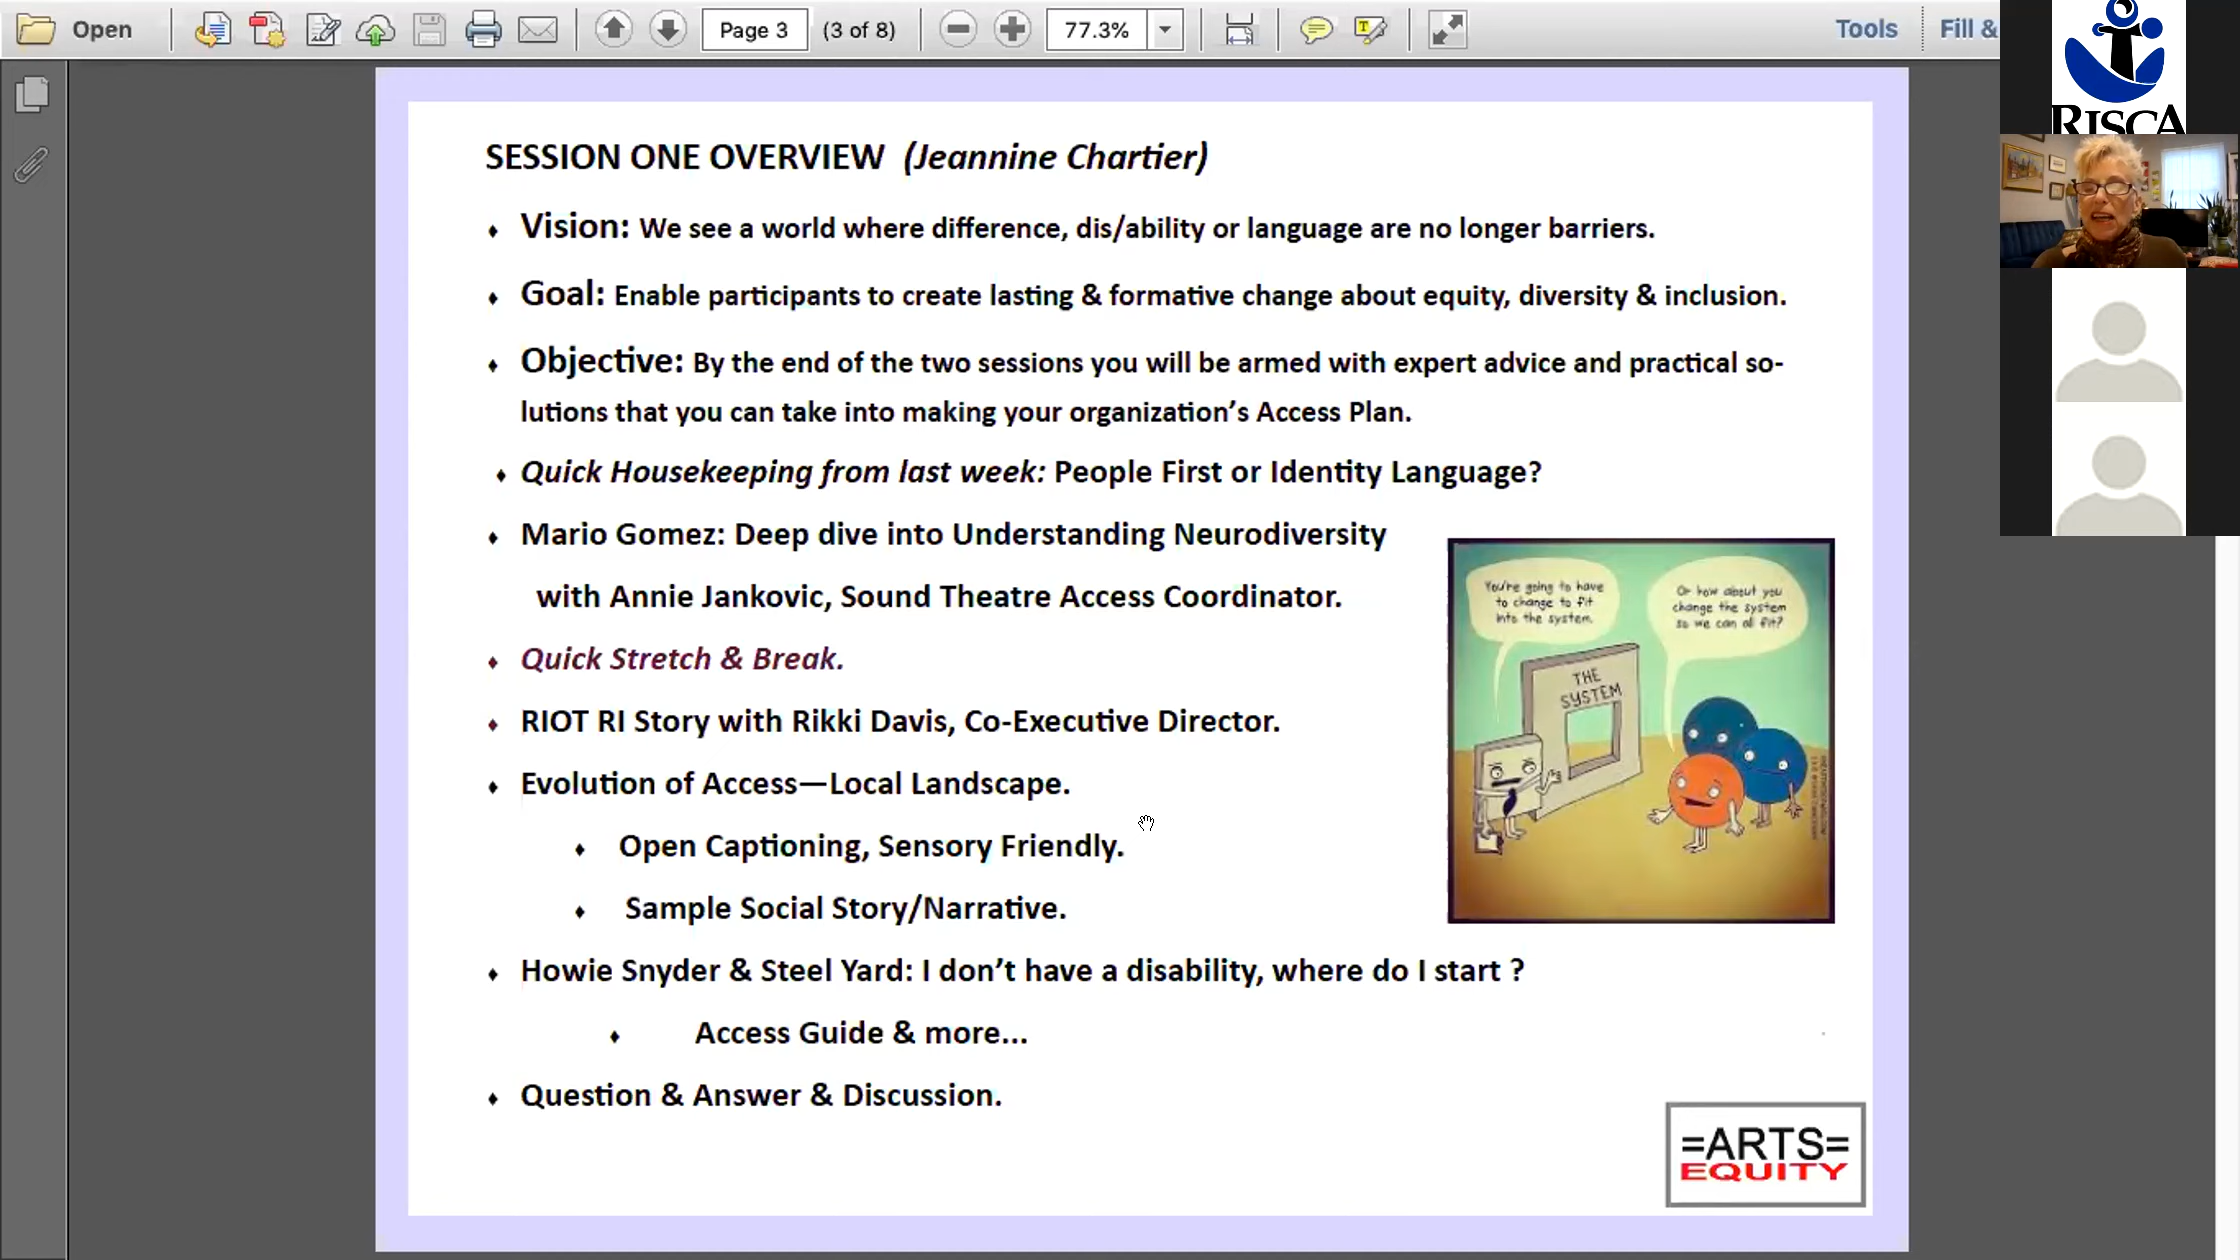 Open
Page 3
(3 of 8)
77.3%
Tools
Fill &
RISCA
SESSION ONE OVERVIEW (Jeannine Chartier)
Vision: We see a world where difference, dis/ability or language are no longer barriers.
Goal: Enable participants to create lasting & formative change about equity, diversity & inclusion.
Objective: By the end of the two sessions you will be armed with expert advice and practical so-
lutions that you can take into making your organization’s Access Plan.
Quick Housekeeping from last week: People First or Identity Language?
Mario Gomez: Deep dive into Understanding Neurodiversity
with Annie Jankovic, Sound Theatre Access Coordinator.
Quick Stretch & Break.
RIOT RI Story with Rikki Davis, Co-Executive Director.
Evolution of Access—Local Landscape.
Open Captioning, Sensory Friendly.
Sample Social Story/Narrative.
Howie Snyder & Steel Yard: I don’t have a disability, where do I start ?
Access Guide & more...
Question & Answer & Discussion.
You're going to have
to change to fit
into the system.
Or how about you
change the system
so we can all fit?
THE
SYSTEM
=ARTS=
EQUITY